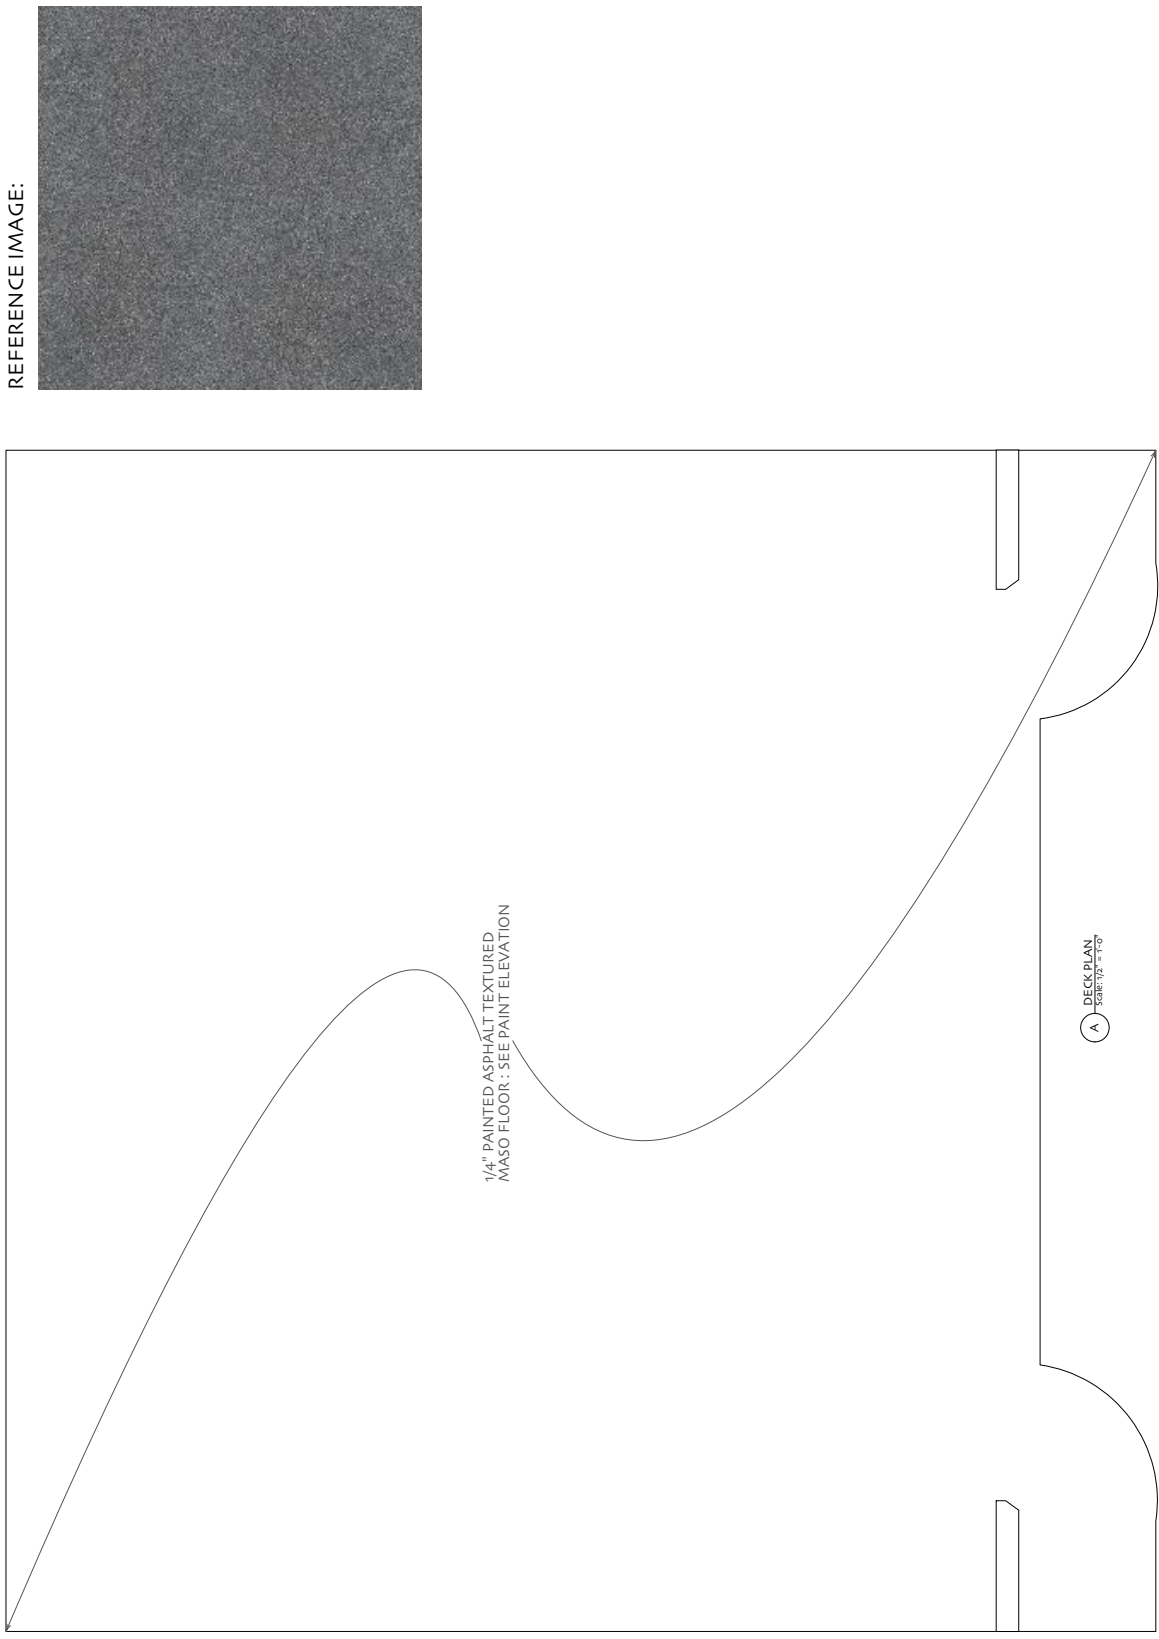 REFERENCE IMAGE:
1/4" PAINTED ASPHALT TEXTURED
MASO FLOOR : SEE PAINT ELEVATION
A
DECK PLAN
Scale: 1/2" = 1'-0"